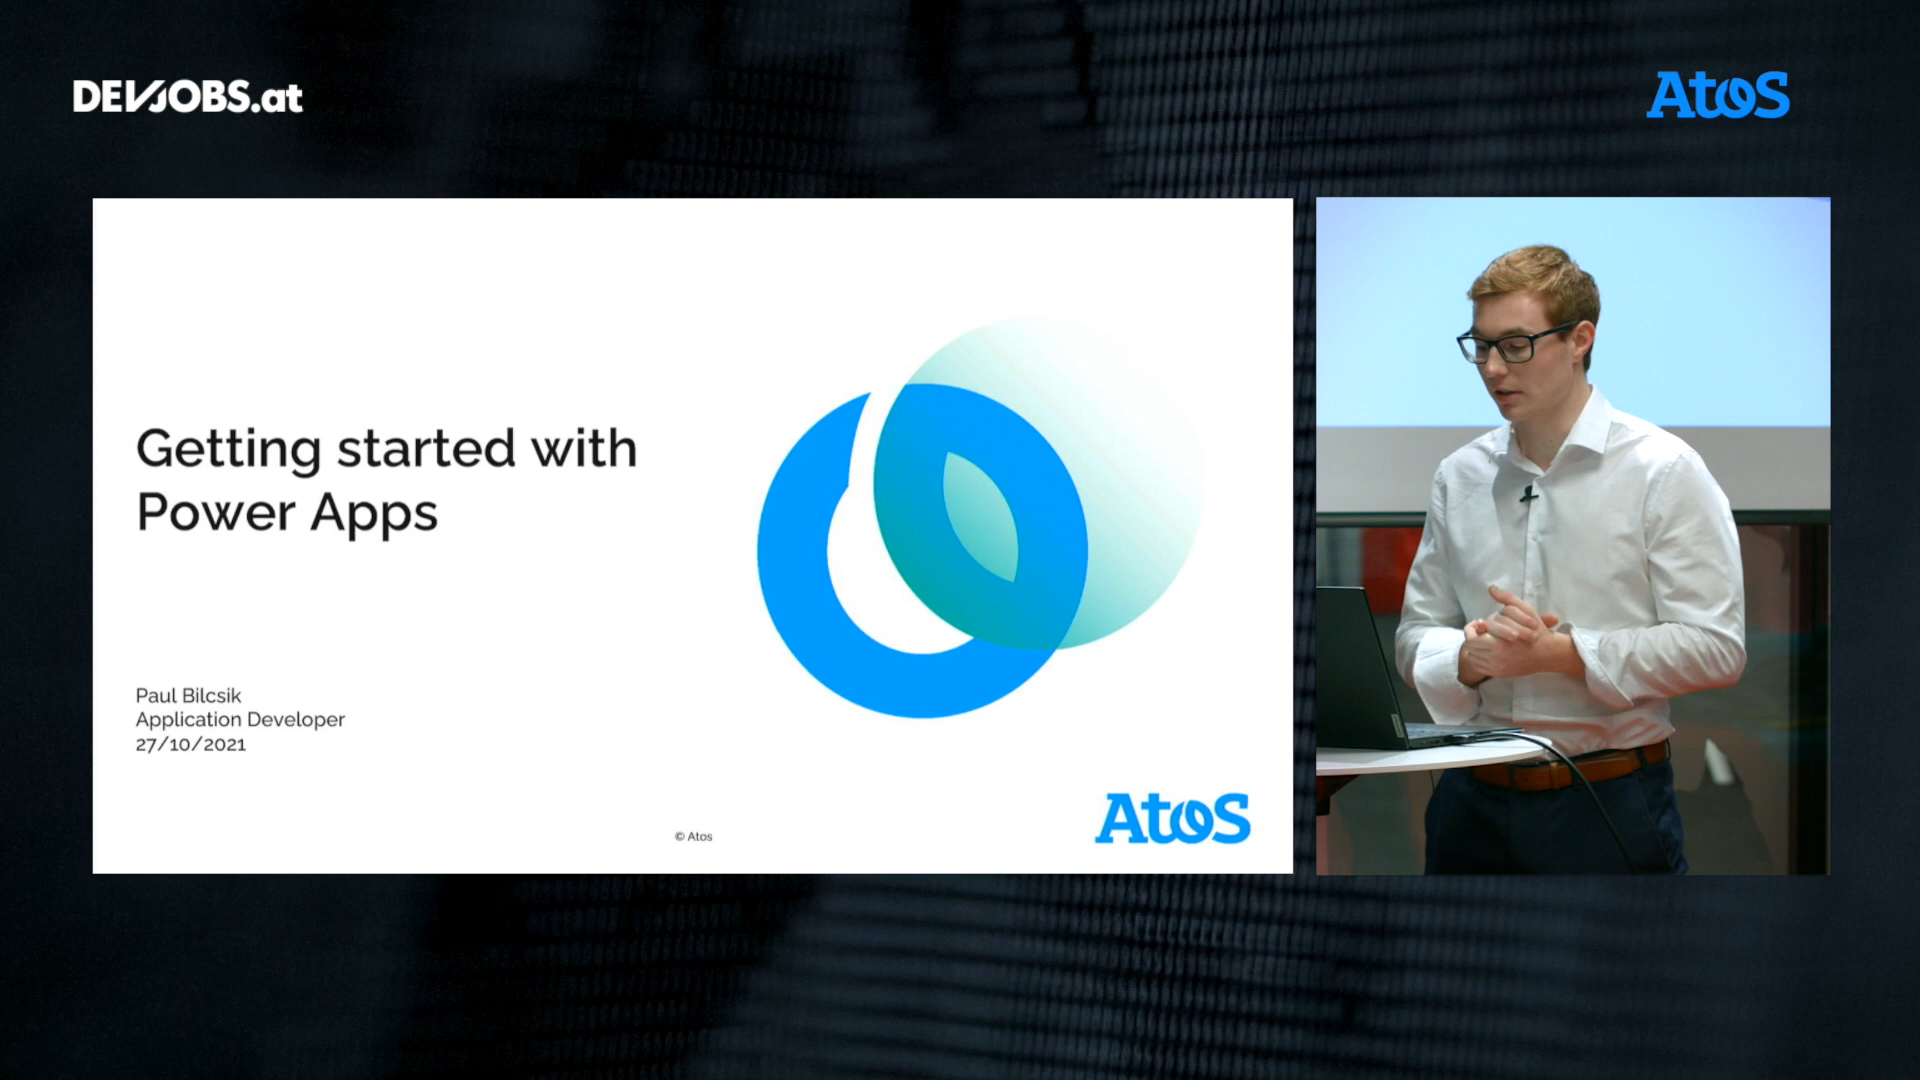 DEVJOBS.at
Atos
Getting started with
Power Apps
Paul Bilcsik
Application Developer
27/10/2021
© Atos
Atos